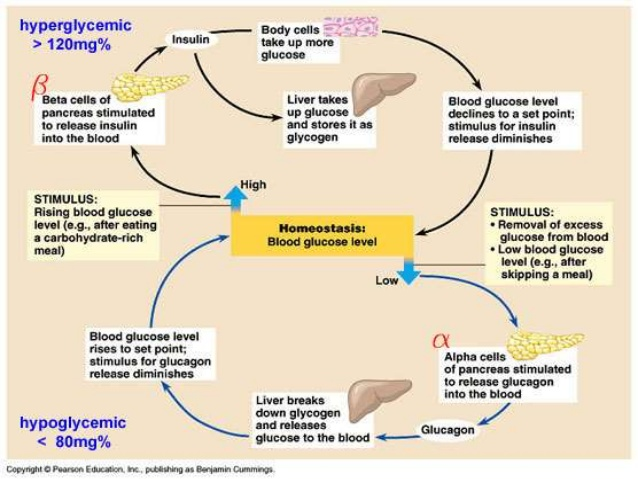 hyperglycemic
> 120mg%
Insulin
Body cells
take up more
glucose
β
Beta cells of
pancreas stimulated
to release insulin
into the blood
Liver takes
up glucose
and stores it as
glycogen
Blood glucose level
declines to a set point;
stimulus for insulin
release diminishes
High
STIMULUS:
Rising blood glucose
level (e.g., after eating
a carbohydrate-rich
meal)
Homeostasis:
Blood glucose level
STIMULUS:
• Removal of excess
glucose from blood
• Low blood glucose
level (e.g., after
skipping a meal)
Low
α
Alpha cells
of pancreas stimulated
to release glucagon
into the blood
Blood glucose level
rises to set point;
stimulus for glucagon
release diminishes
Liver breaks
down glycogen
and releases
glucose to the blood
Glucagon
hypoglycemic
< 80mg%
Copyright © Pearson Education, Inc., publishing as Benjamin Cummings.